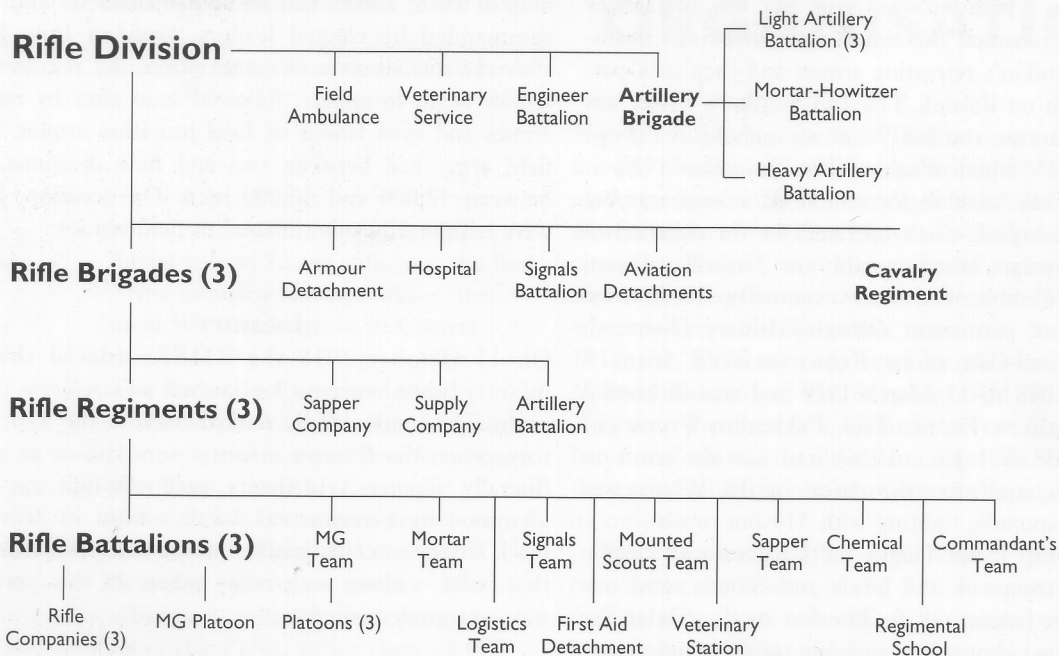 Light Artillery
Battalion (3)
Rifle Division
Field
Ambulance
Veterinary
Service
Engineer
Battalion
Artillery
Brigade
Mortar-Howitzer
Battalion
Heavy Artillery
Battalion
Rifle Brigades (3)
Armour
Detachment
Hospital
Signals
Battalion
Aviation
Detachments
Cavalry
Regiment
Rifle Regiments (3)
Sapper
Company
Supply
Company
Artillery
Battalion
Rifle Battalions (3)
MG
Team
Mortar
Team
Signals
Team
Mounted
Scouts Team
Sapper
Team
Chemical
Team
Commandant's
Team
Rifle
Companies (3)
MG Platoon
Platoons (3)
Logistics
Team
First Aid
Detachment
Veterinary
Station
Regimental
School